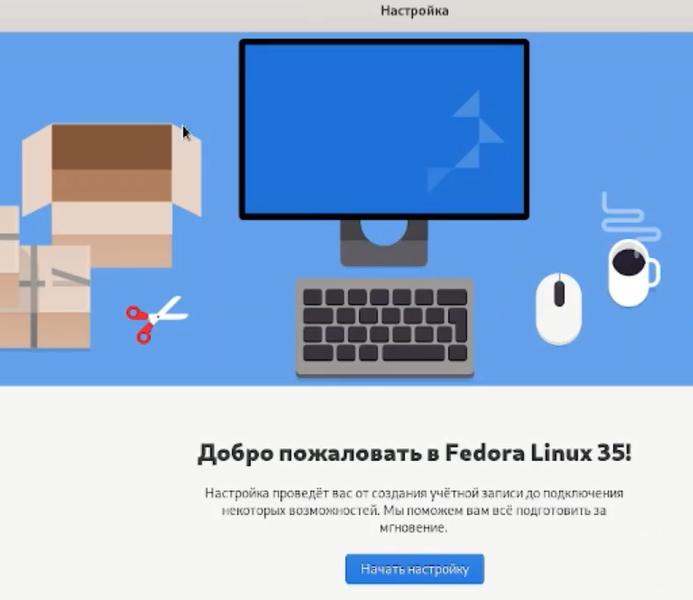 Настройка
Добро пожаловать в Fedora Linux 35!
Настройка проведёт вас от создания учётной записи до подключения
некоторых возможностей. Мы поможем вам всё подготовить за
мгновение.
Начать настройку